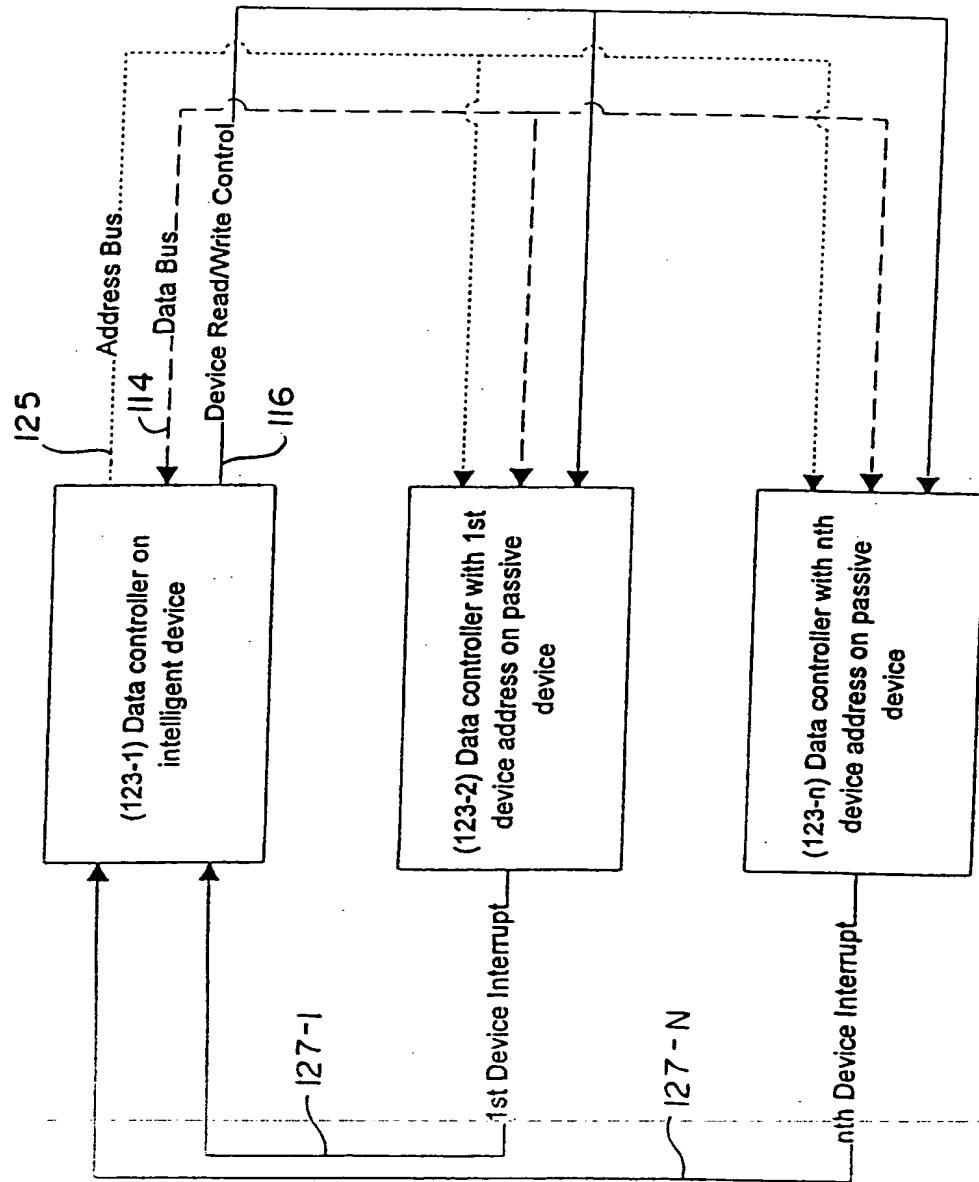 125
Address Bus
114
Data Bus
Device Read/Write Control
116
(123-1) Data controller on
intelligent device
(123-2) Data controller with 1st
device address on passive
device
(123-n) Data controller with nth
device address on passive
device
1st Device Interrupt
127-1
nth Device Interrupt
127-N